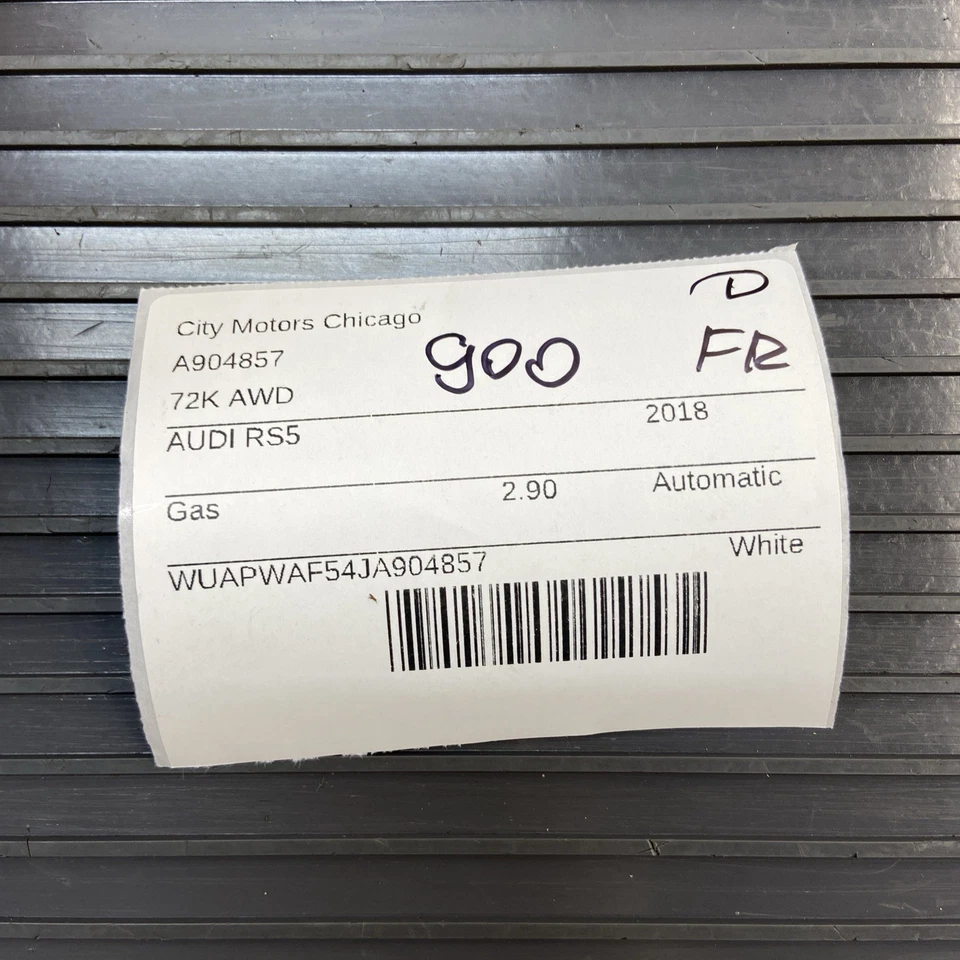 D
City Motors Chicago
A904857 900 FR
72K AWD
AUDI RS5 2018
Gas 2.90 Automatic
WUAPWAF54JA904857 White